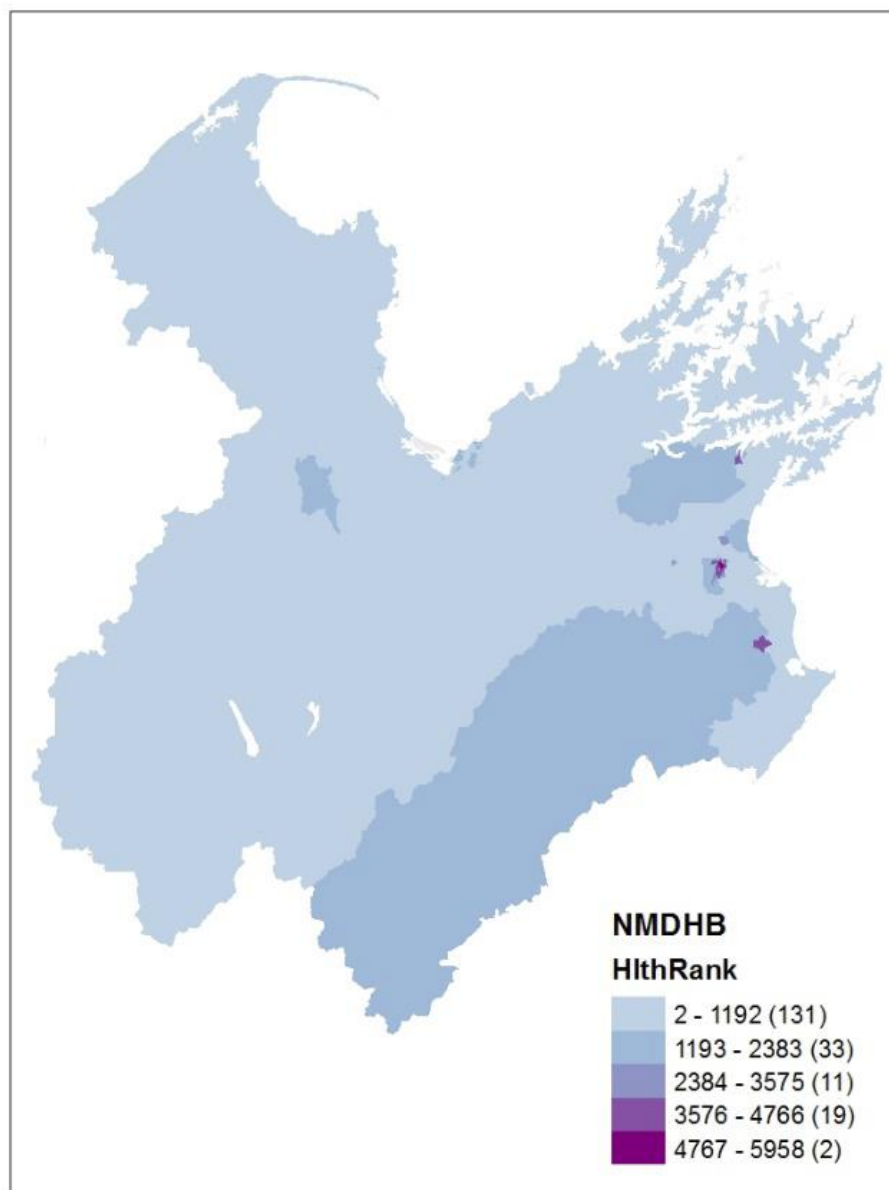 NMDHB
HlthRank
2 - 1192 (131)
1193 - 2383 (33)
2384 - 3575 (11)
3576 - 4766 (19)
4767 - 5958 (2)